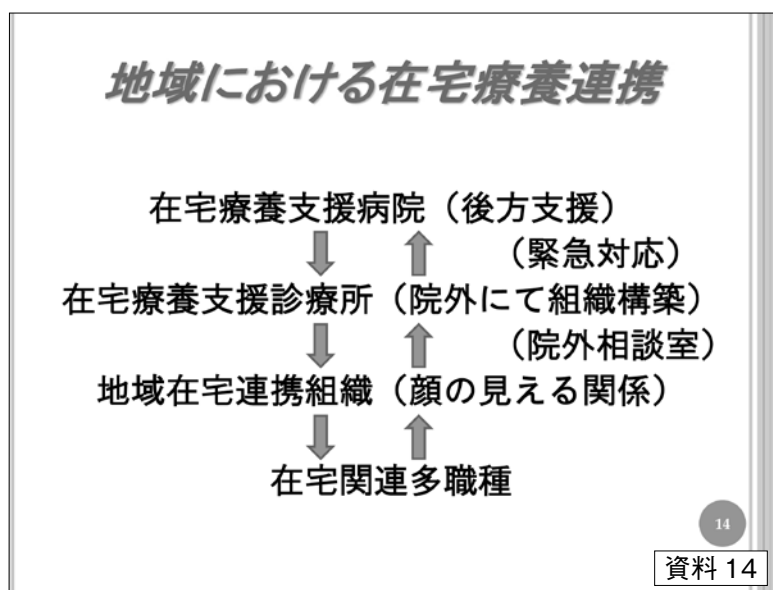 地域における在宅療養連携
在宅療養支援病院（後方支援）
（緊急対応）
在宅療養支援診療所（院外にて組織構築）
（院外相談室）
地域在宅連携組織（顔の見える関係）
在宅関連多職種
14
資料 14